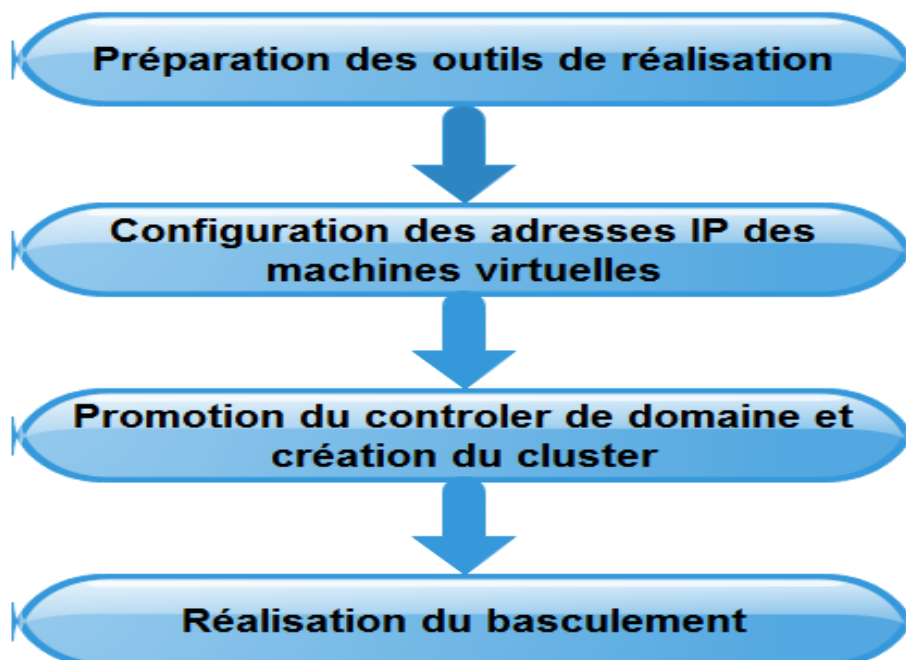 Préparation des outils de réalisation
Configuration des adresses IP des
machines virtuelles
Promotion du controler de domaine et
création du cluster
Réalisation du basculement